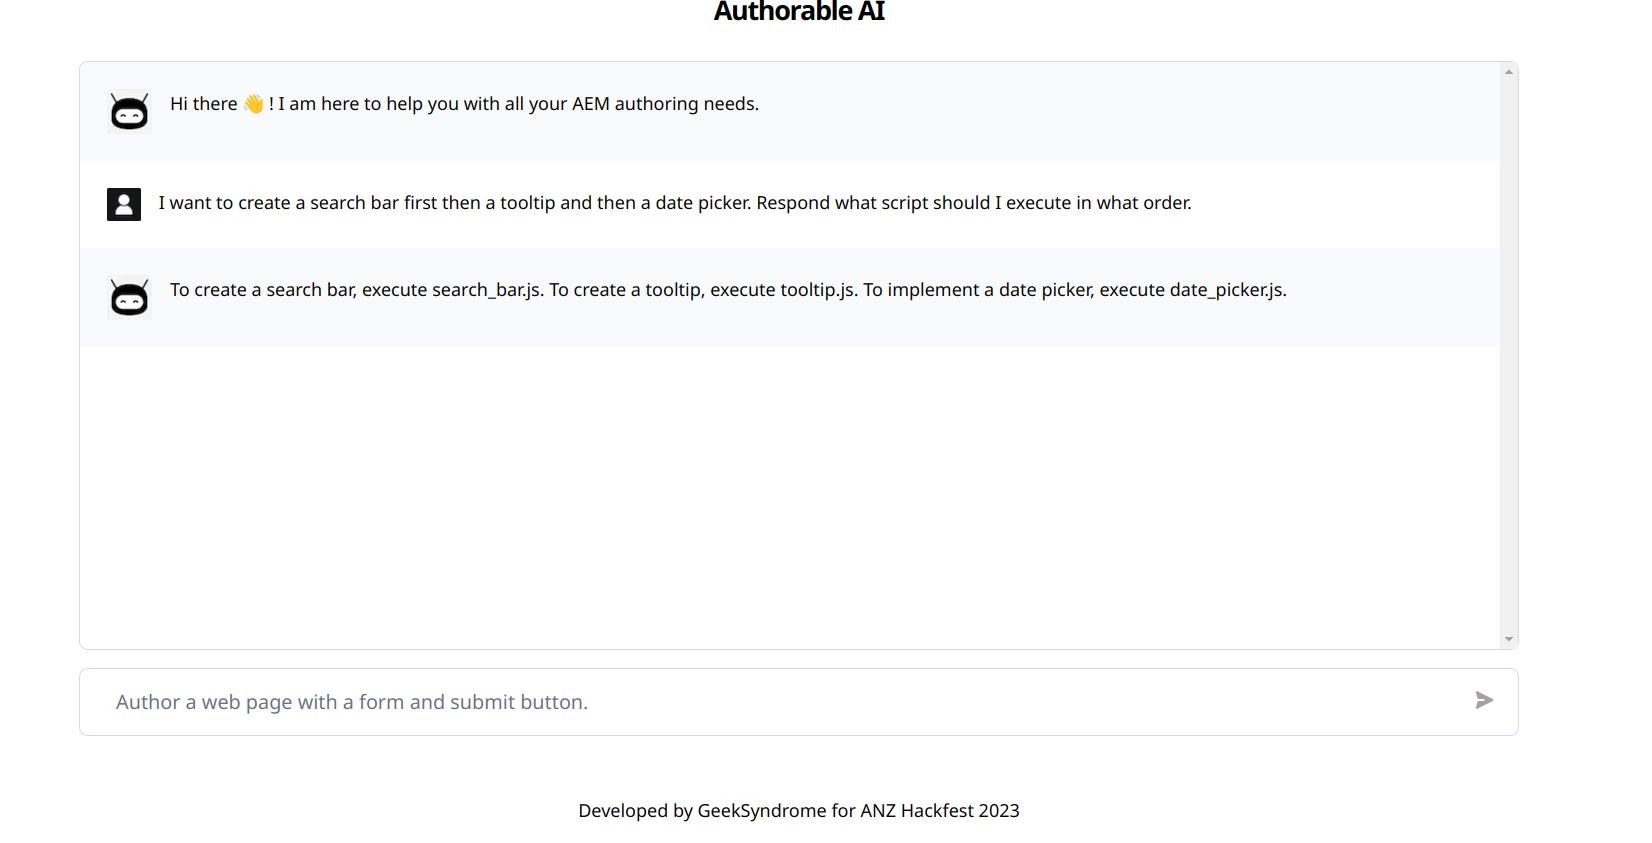 Authorable AI
Hi there 👋 ! I am here to help you with all your AEM authoring needs.
I want to create a search bar first then a tooltip and then a date picker. Respond what script should I execute in what order.
To create a search bar, execute search_bar.js. To create a tooltip, execute tooltip.js. To implement a date picker, execute date_picker.js.
Author a web page with a form and submit button.
Developed by GeekSyndrome for ANZ Hackfest 2023